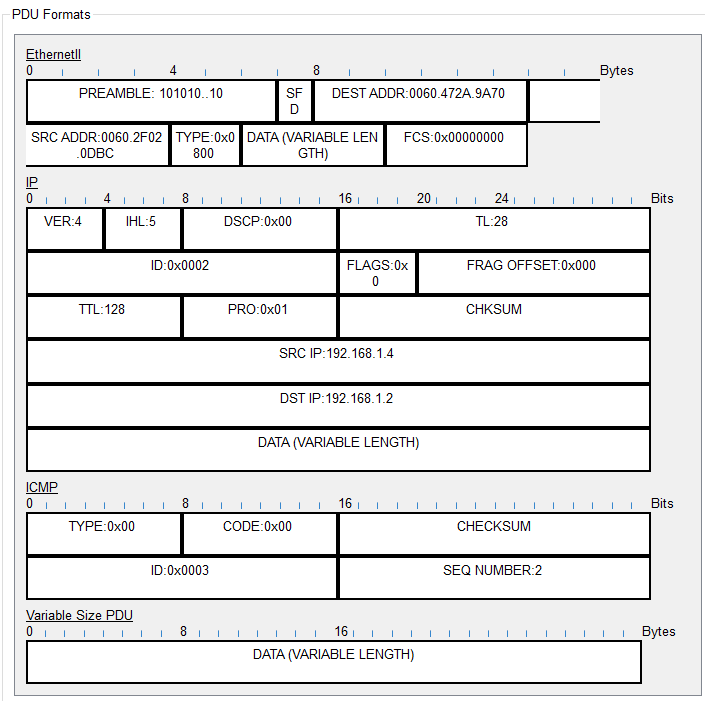 PDU Formats
EthernetII
0 4 8 Bytes
PREAMBLE: 101010..10
SF
D
DEST ADDR:0060.472A.9A70
SRC ADDR:0060.2F02
.0DBC
TYPE:0x0
800
DATA (VARIABLE LEN
GTH)
FCS:0x00000000
IP
0 4 8 16 20 24 Bits
VER:4 IHL:5 DSCP:0x00 TL:28
ID:0x0002
FLAGS:0x
0
FRAG OFFSET:0x000
TTL:128 PRO:0x01 CHKSUM
SRC IP:192.168.1.4
DST IP:192.168.1.2
DATA (VARIABLE LENGTH)
ICMP
0 8 16 Bits
TYPE:0x00 CODE:0x00 CHECKSUM
ID:0x0003 SEQ NUMBER:2
Variable Size PDU
0 8 16 Bytes
DATA (VARIABLE LENGTH)